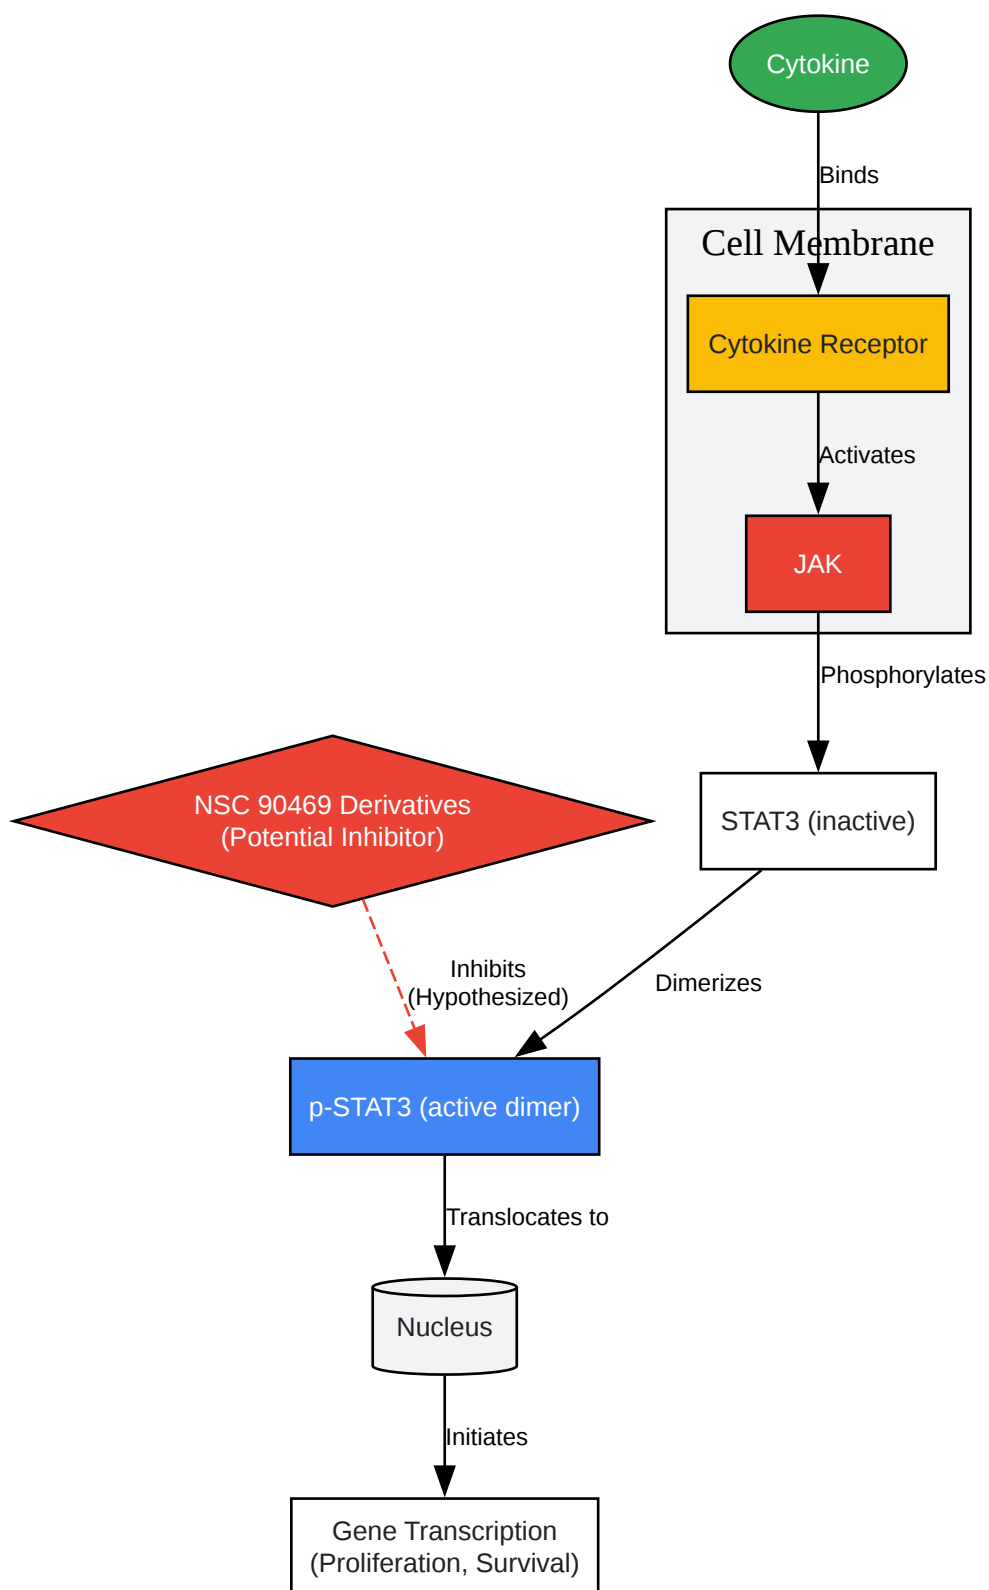 Cytokine
Binds
Cell Membrane
Cytokine Receptor
Activates
JAK
Phosphorylates
NSC 90469 Derivatives
(Potential Inhibitor)
STAT3 (inactive)
Inhibits
(Hypothesized)
Dimerizes
p-STAT3 (active dimer)
Translocates to
Nucleus
Initiates
Gene Transcription
(Proliferation, Survival)